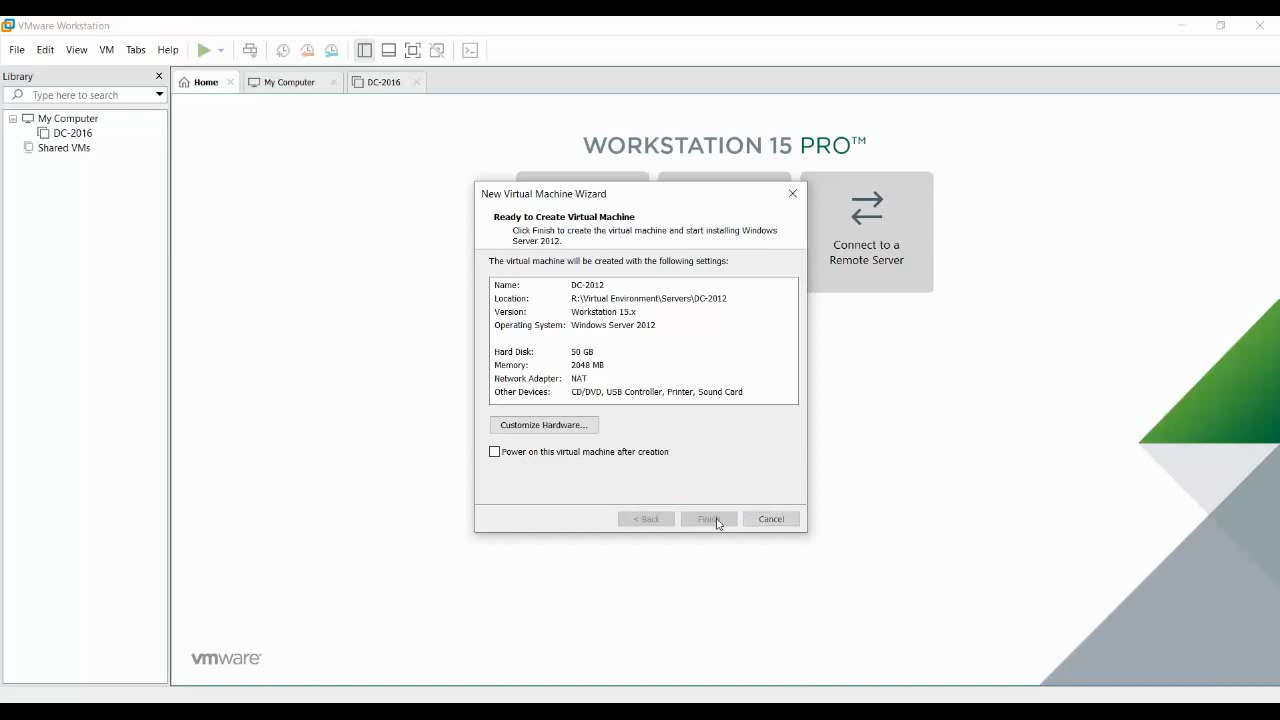 VMware Workstation
File Edit View VM Tabs Help
Library
Home My Computer DC-2016
Type here to search
My Computer
DC-2016
Shared VMs
WORKSTATION 15 PRO™
Connect to a
Remote Server
New Virtual Machine Wizard
Ready to Create Virtual Machine
Click Finish to create the virtual machine and start installing Windows
Server 2012.
The virtual machine will be created with the following settings:
Name: DC-2012
Location: R:\Virtual Environment\Servers\DC-2012
Version: Workstation 15.x
Operating System: Windows Server 2012
Hard Disk: 50 GB
Memory: 2048 MB
Network Adapter: NAT
Other Devices: CD/DVD, USB Controller, Printer, Sound Card
Customize Hardware...
Power on this virtual machine after creation
< Back Finish Cancel
vmware